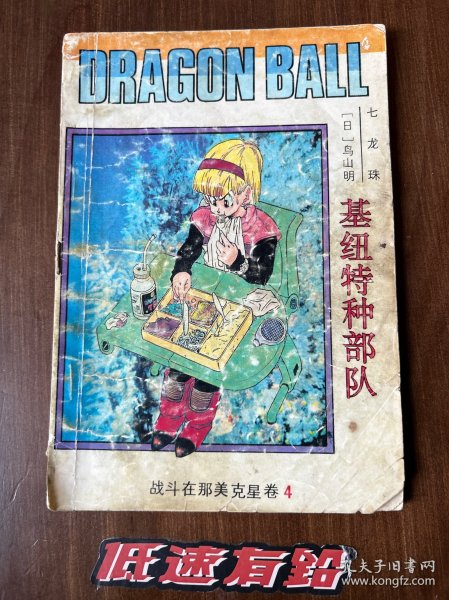 DRAGON BALL
七龙珠
[日]鸟山明
基纽特种部队
战斗在那美克星卷4
低速有铅
孔夫子旧书网
www.kongfz.com